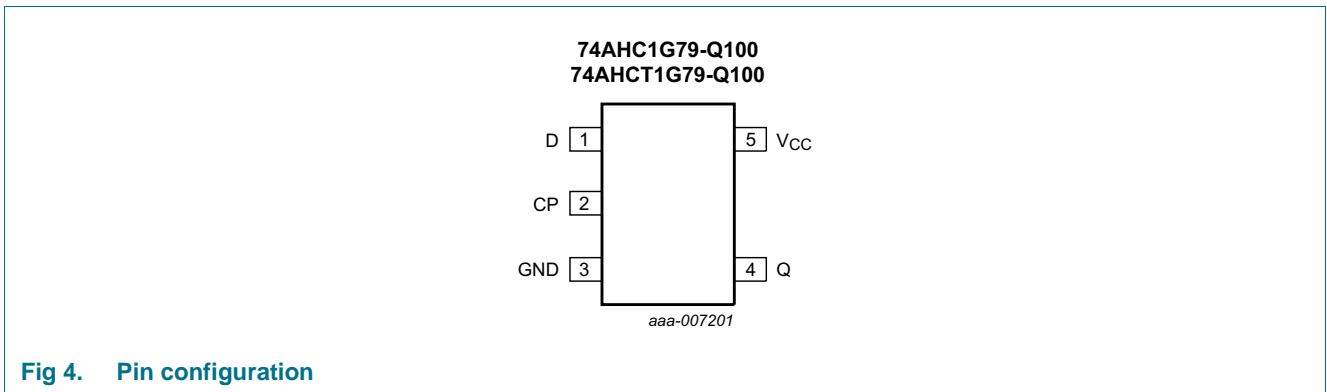 74AHC1G79-Q100
74AHCT1G79-Q100
D 1
5 VCC
CP 2
GND 3
4 Q
aaa-007201
Fig 4. Pin configuration